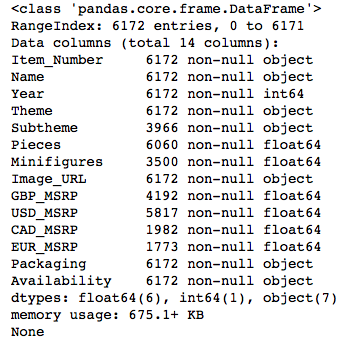 <class 'pandas.core.frame.DataFrame'>
RangeIndex: 6172 entries, 0 to 6171
Data columns (total 14 columns):
Item_Number     6172 non-null object
Name            6172 non-null object
Year            6172 non-null int64
Theme           6172 non-null object
Subtheme        3966 non-null object
Pieces          6060 non-null float64
Minifigures     3500 non-null float64
Image_URL       6172 non-null object
GBP_MSRP        4192 non-null float64
USD_MSRP        5817 non-null float64
CAD_MSRP        1982 non-null float64
EUR_MSRP        1773 non-null float64
Packaging       6172 non-null object
Availability    6172 non-null object
dtypes: float64(6), int64(1), object(7)
memory usage: 675.1+ KB
None